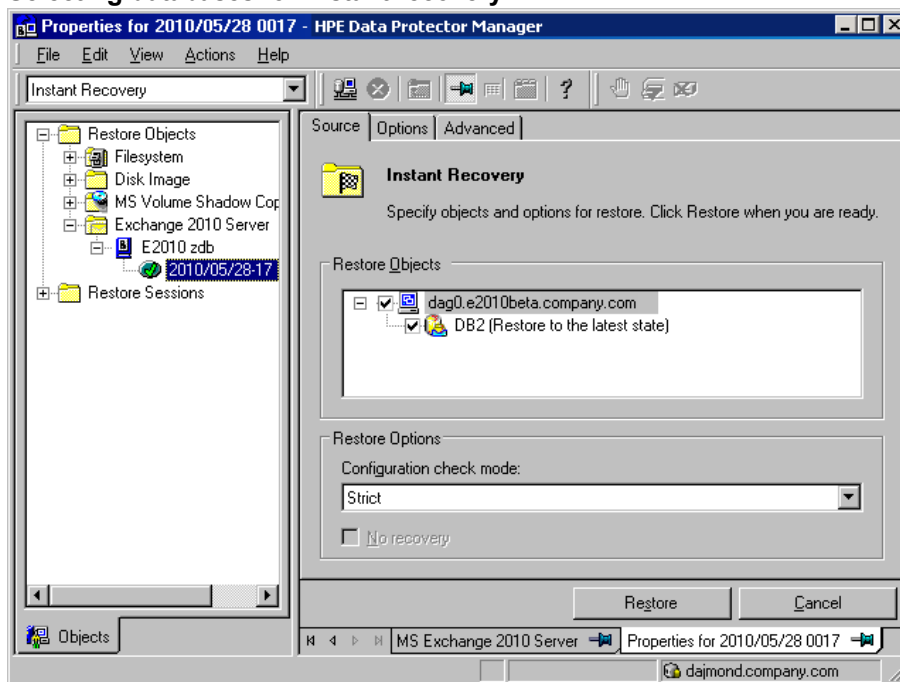 Properties for 2010/05/28 0017 - HPE Data Protector Manager
File Edit View Actions Help
Instant Recovery
Restore Objects
Filesystem
Disk Image
MS Volume Shadow Cop
Exchange 2010 Server
E2010 zdb
2010/05/28-17
Restore Sessions
Objects
Source Options Advanced
Instant Recovery
Specify objects and options for restore. Click Restore when you are ready.
Restore Objects
dag0.e2010beta.company.com
DB2 (Restore to the latest state)
Restore Options
Configuration check mode:
Strict
No recovery
Restore Cancel
MS Exchange 2010 Server Properties for 2010/05/28 0017
dajmond.company.com